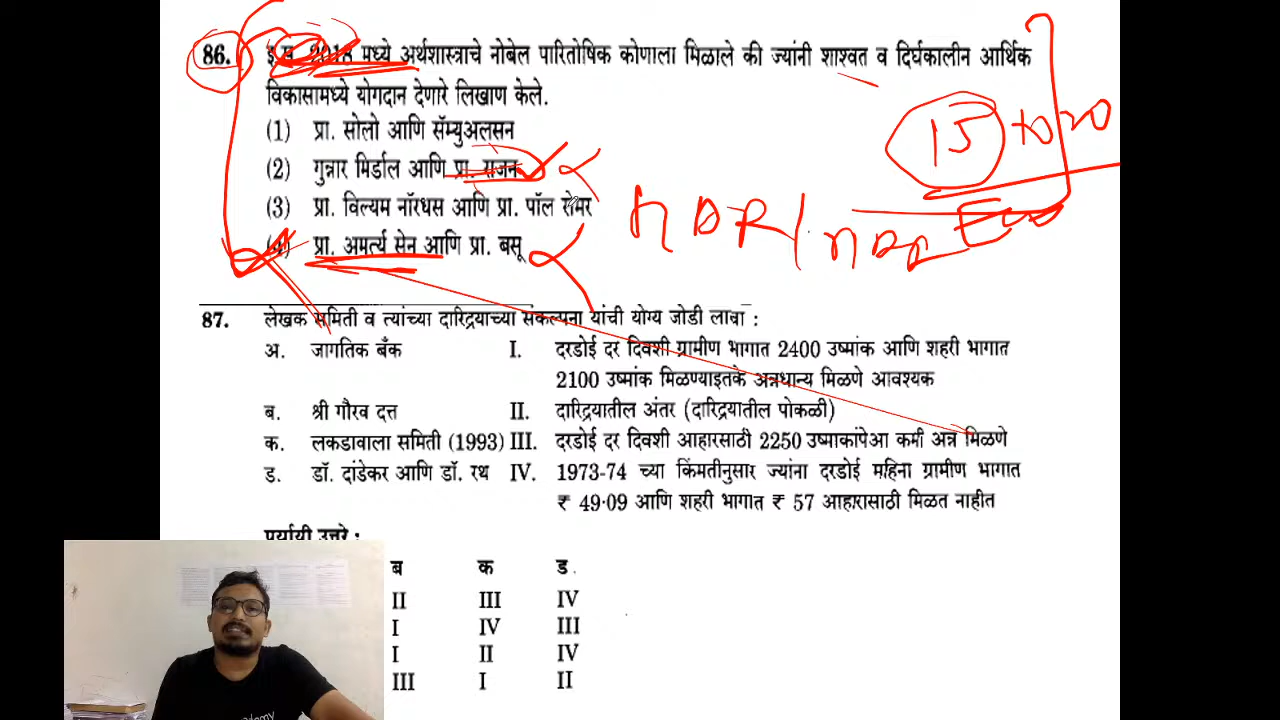 86. इ.स. 2018 मध्ये अर्थशास्त्राचे नोबेल पारितोषिक कोणाला मिळाले की ज्यांनी शाश्वत व दिर्घकालीन आर्थिक
विकासामध्ये योगदान देणारे लिखाण केले.
(1) प्रा. सोलो आणि सॅम्युअलसन
(2) गुन्नार मिर्डाल आणि प्रा. राजन
(3) प्रा. विल्यम नॉरधस आणि प्रा. पॉल रोमर
(4) प्रा. अमर्त्य सेन आणि प्रा. बसू
15
87. लेखक समिती व त्यांच्या दारिद्रयाच्या संकल्पना यांची योग्य जोडी लावा :
अ. जागतिक बँक I. दरडोई दर दिवशी ग्रामीण भागात 2400 उष्मांक आणि शहरी भागात
2100 उष्मांक मिळण्याइतके अन्नधान्य मिळणे आवश्यक
ब. श्री गौरव दत्त II. दारिद्रयातील अंतर (दारिद्रयातील पोकळी)
क. लकडावाला समिती (1993) III. दरडोई दर दिवशी आहारसाठी 2250 उष्माकांपेआ कमी अन्न मिळणे
ड. डॉ. दांडेकर आणि डॉ. रथ IV. 1973-74 च्या किंमतीनुसार ज्यांना दरडोई महिना ग्रामीण भागात
₹ 49·09 आणि शहरी भागात ₹ 57 आहारासाठी मिळत नाहीत
पर्यायी उत्तरे :
ब क ड
II III IV
I IV III
I II IV
III I II